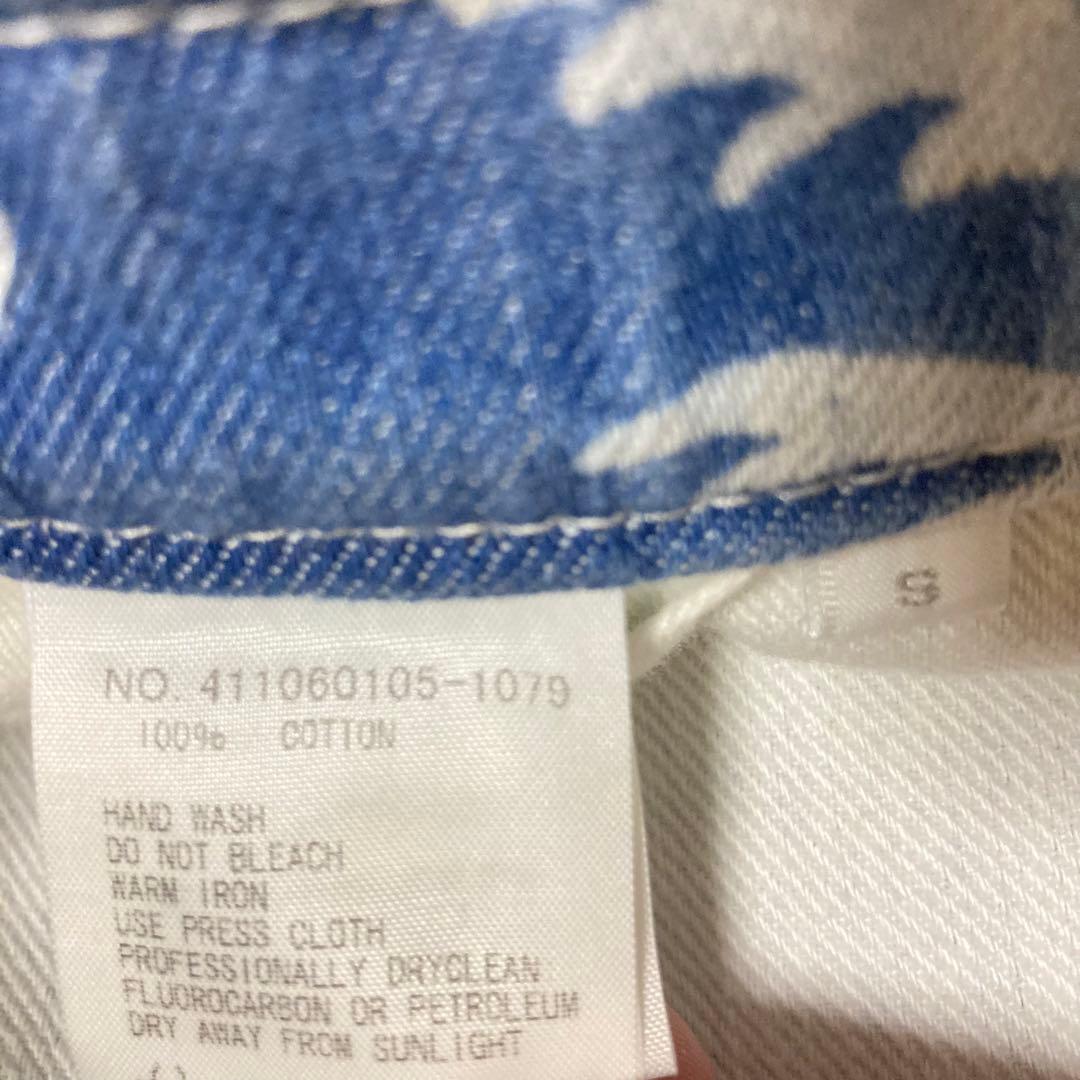 NO. 411060105-1079
100% COTTON
HAND WASH
DO NOT BLEACH
WARM IRON
USE PRESS CLOTH
PROFESSIONALLY DRYCLEAN
FLUOROCARBON OR PETROLEUM
DRY AWAY FROM SUNLIGHT
S